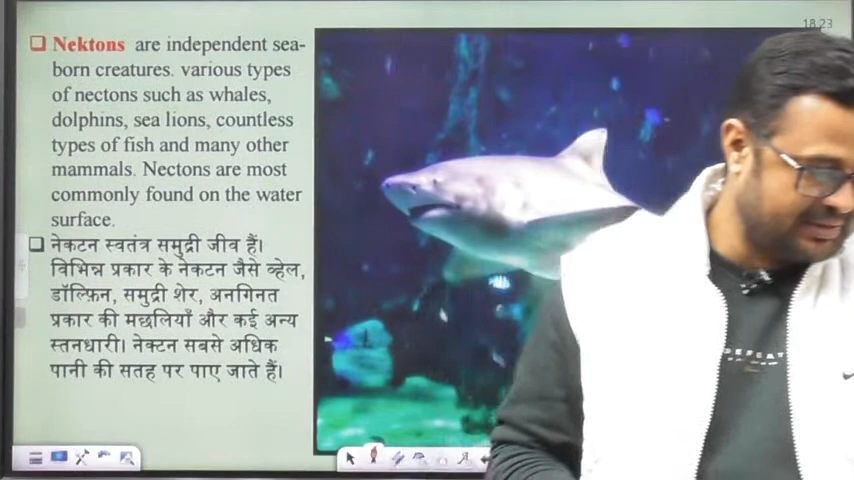 18.23
❑ Nektons are independent sea-
born creatures. various types
of nectons such as whales,
dolphins, sea lions, countless
types of fish and many other
mammals. Nectons are most
commonly found on the water
surface.
❑ नेकटन स्वतंत्र समुद्री जीव हैं।
विभिन्न प्रकार के नेकटन जैसे व्हेल,
डॉल्फ़िन, समुद्री शेर, अनगिनत
प्रकार की मछलियाँ और कई अन्य
स्तनधारी। नेक्टन सबसे अधिक
पानी की सतह पर पाए जाते हैं।
DEFEAT